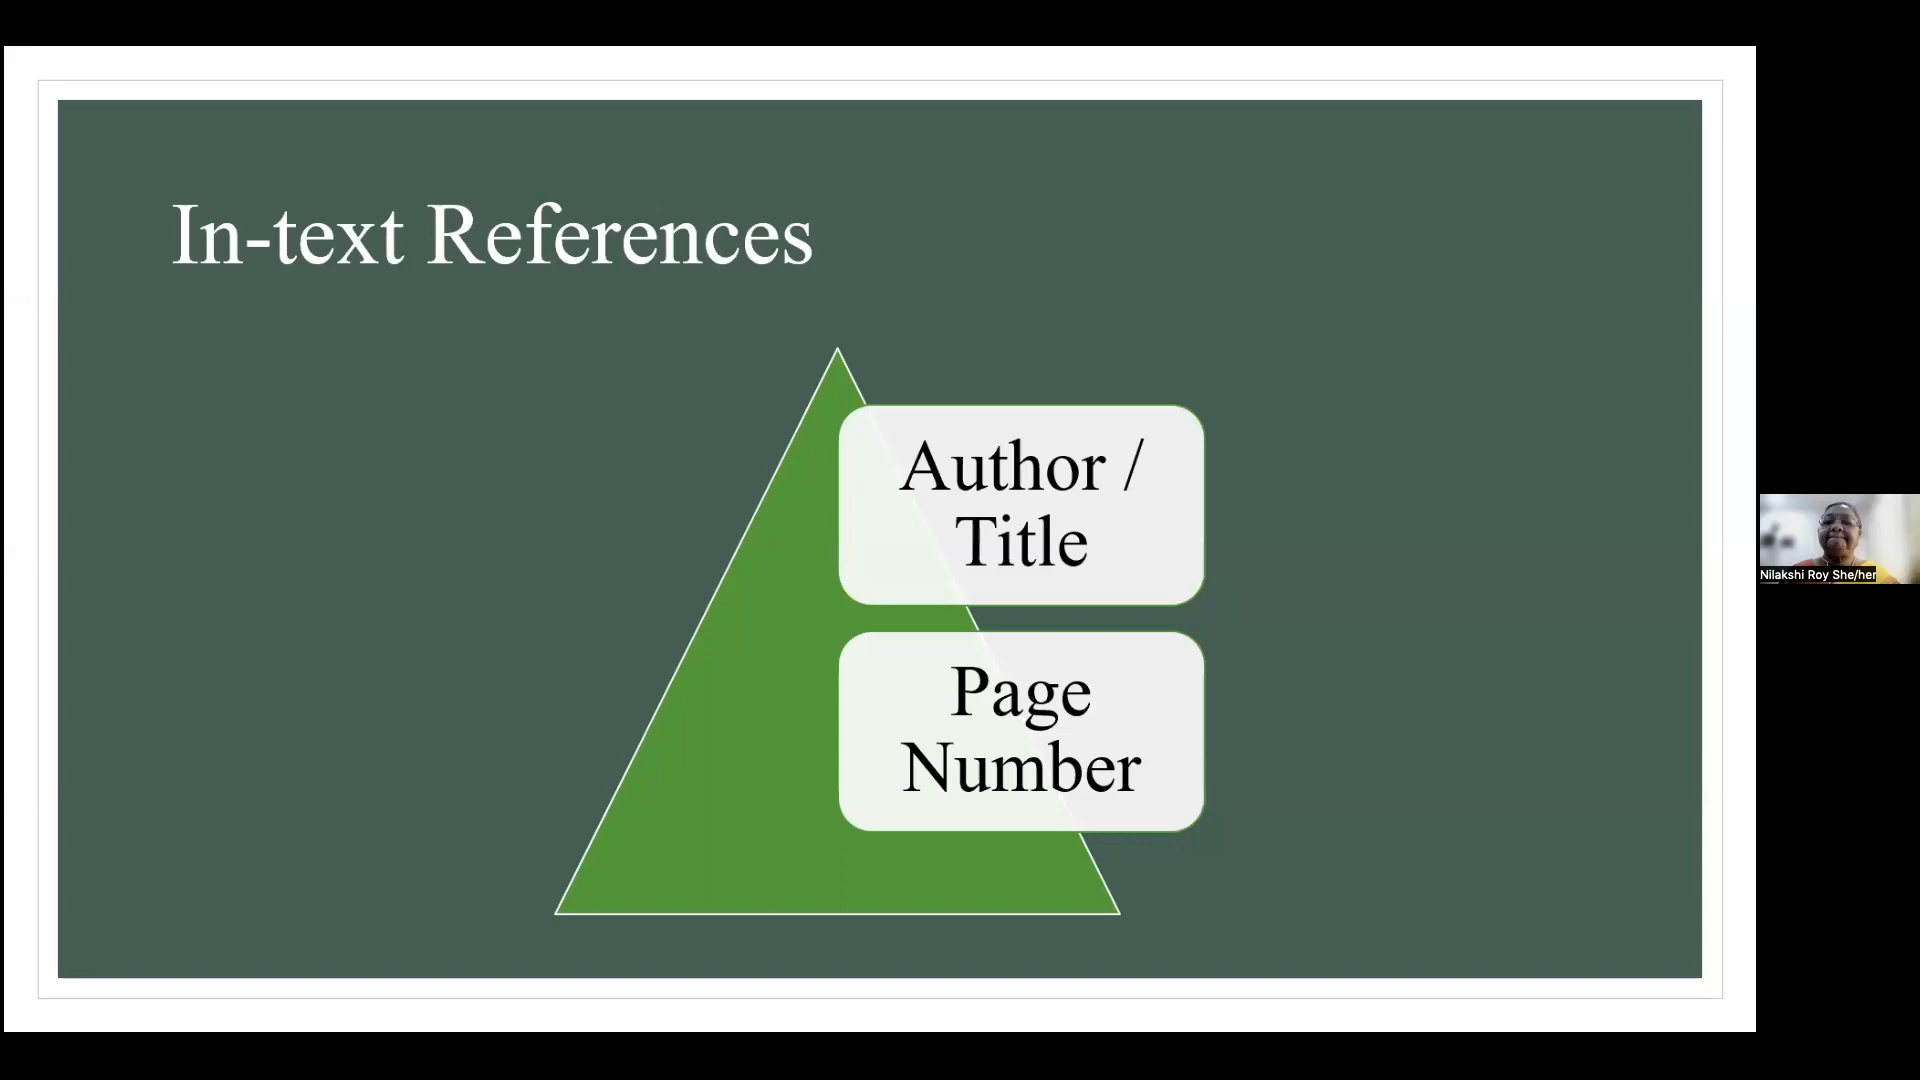 In-text References
Author /
Title
Page
Number
Nilakshi Roy She/her